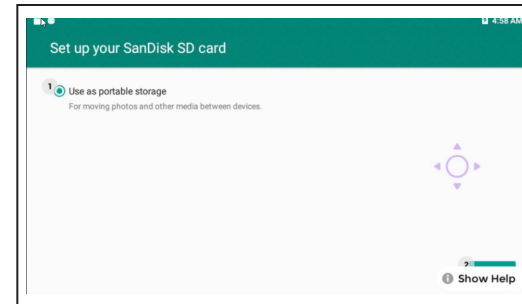 4:58 AM
Set up your SanDisk SD card
1
Use as portable storage
For moving photos and other media between devices.
2
Show Help